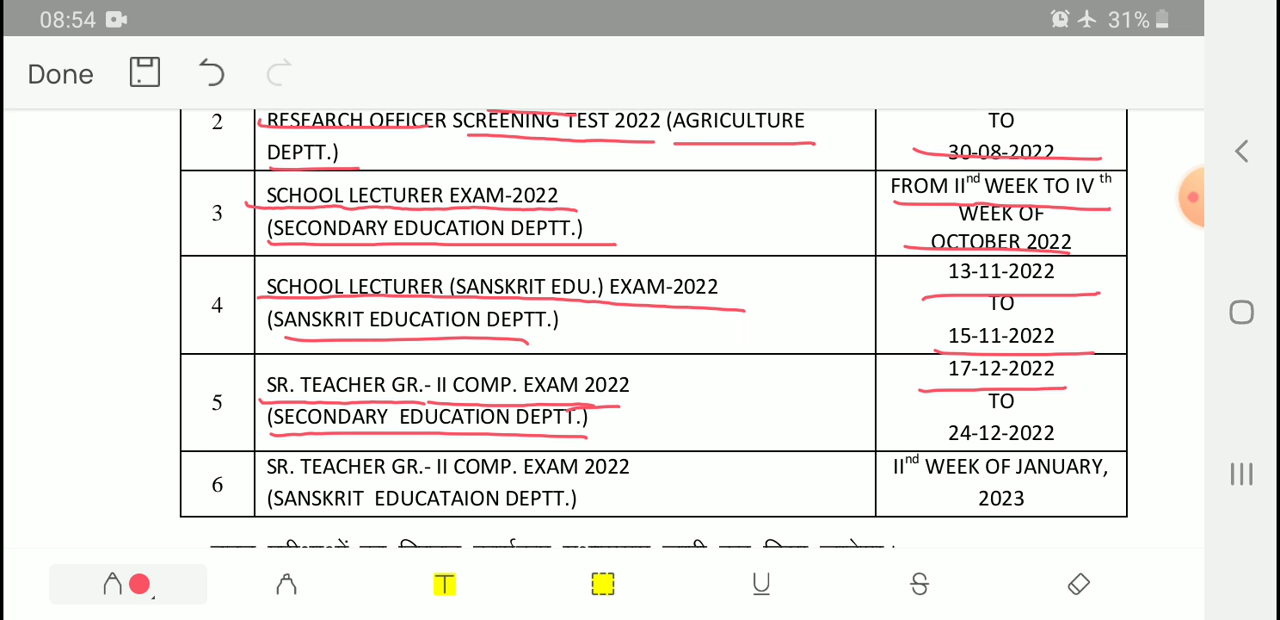 08:54
31%
Done
2
RESEARCH OFFICER SCREENING TEST 2022 (AGRICULTURE
DEPTT.)
TO
30-08-2022
3
SCHOOL LECTURER EXAM-2022
(SECONDARY EDUCATION DEPTT.)
FROM IInd WEEK TO IV th
WEEK OF
OCTOBER 2022
4
SCHOOL LECTURER (SANSKRIT EDU.) EXAM-2022
(SANSKRIT EDUCATION DEPTT.)
13-11-2022
TO
15-11-2022
5
SR. TEACHER GR.- II COMP. EXAM 2022
(SECONDARY EDUCATION DEPTT.)
17-12-2022
TO
24-12-2022
6
SR. TEACHER GR.- II COMP. EXAM 2022
(SANSKRIT EDUCATAION DEPTT.)
IInd WEEK OF JANUARY,
2023
T
U
S